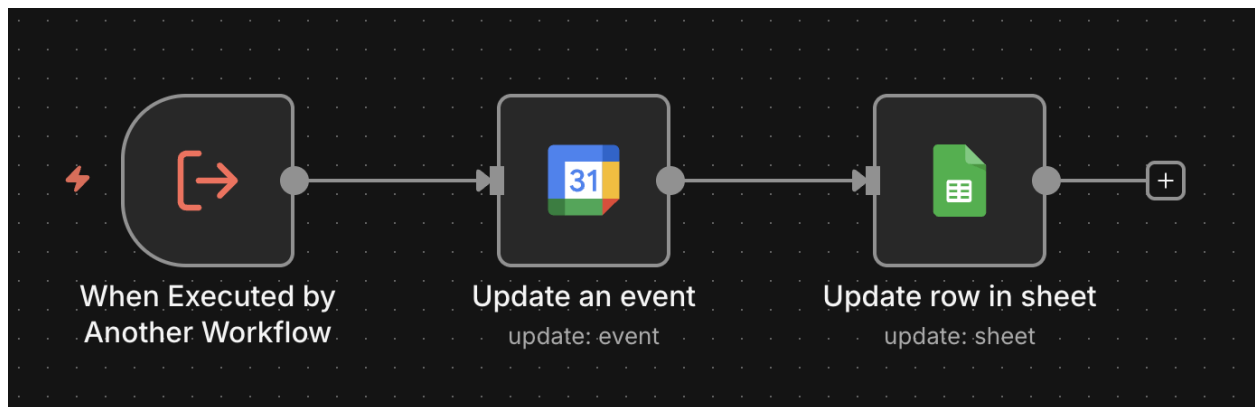 31
When Executed by
Another Workflow
Update an event
update: event
Update row in sheet
update: sheet